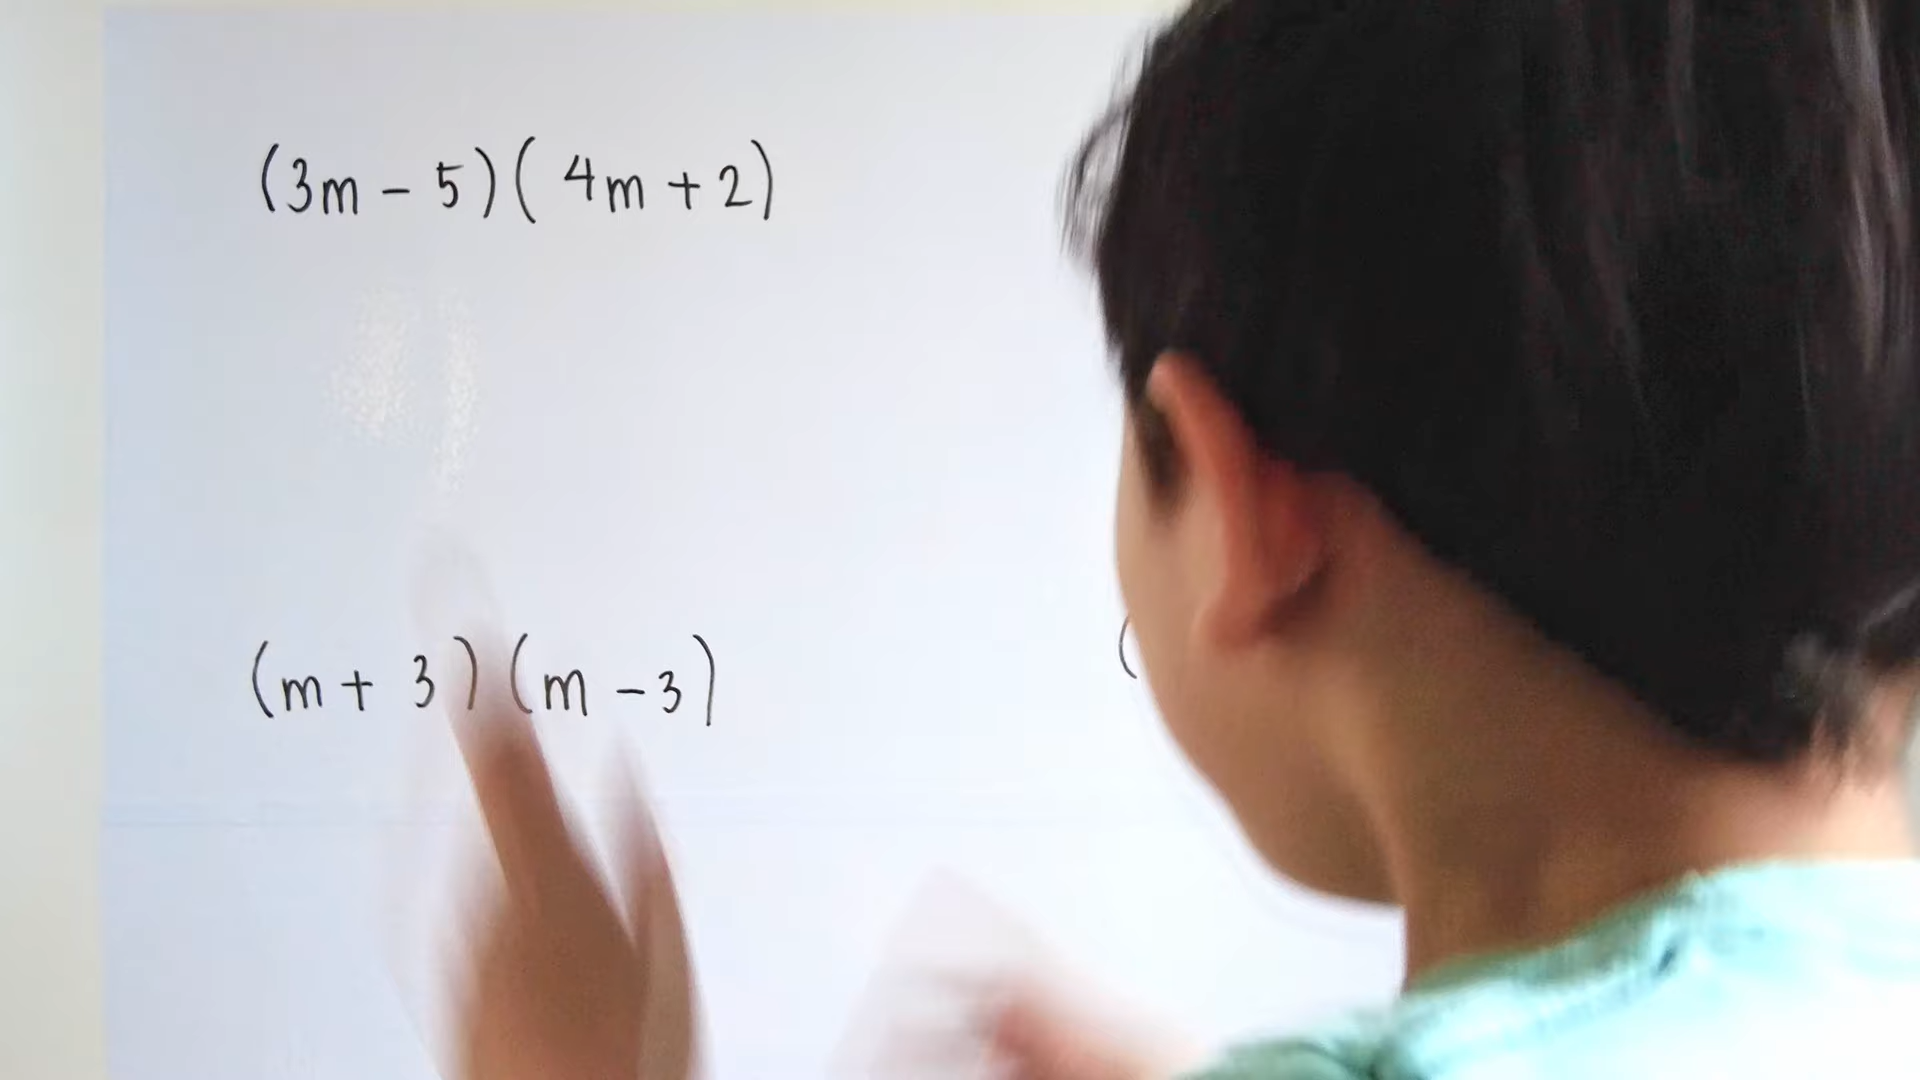 (3m - 5)(4m + 2)
(m + 3)(m - 3)